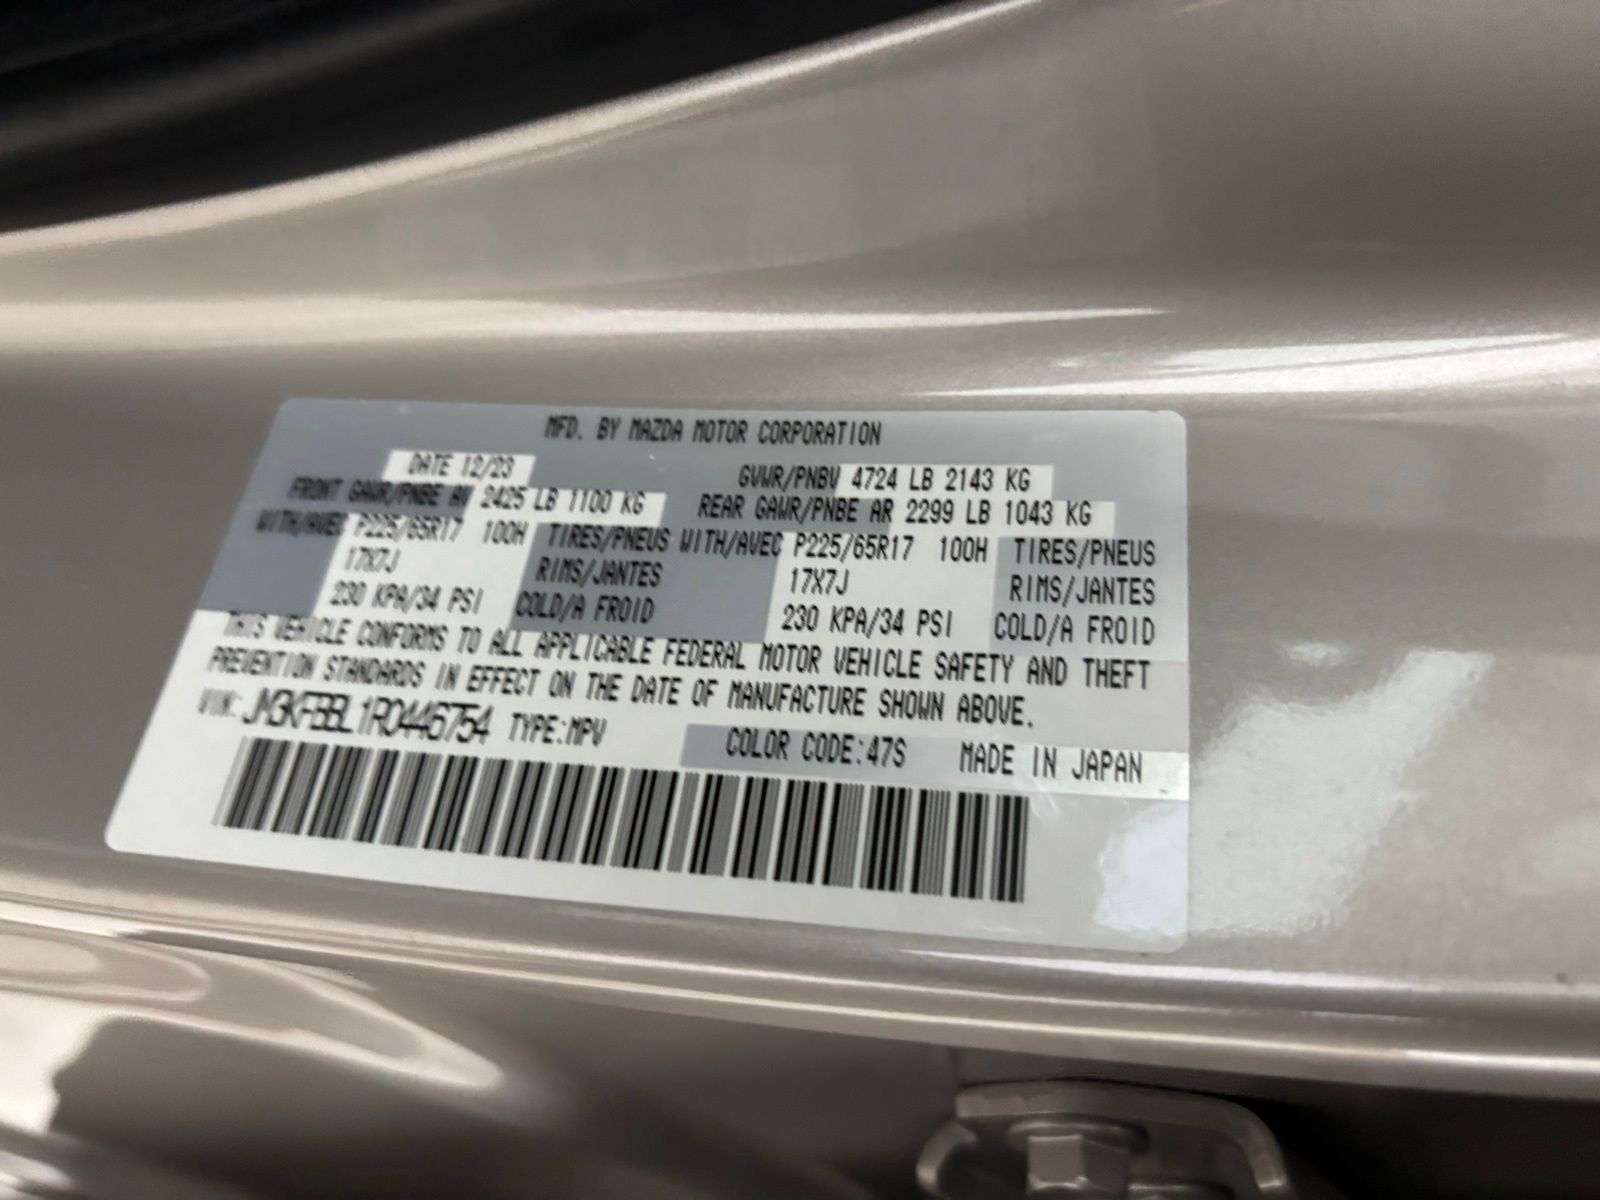 MFD. BY MAZDA MOTOR CORPORATION
DATE 12/23 GVWR/PNBV 4724 LB 2143 KG
FRONT GAWR/PNBE AV 2425 LB 1100 KG REAR GAWR/PNBE AR 2299 LB 1043 KG
WITH/AVEC P225/65R17 100H TIRES/PNEUS WITH/AVEC P225/65R17 100H TIRES/PNEUS
17X7J RIMS/JANTES 17X7J RIMS/JANTES
230 KPA/34 PSI COLD/A FROID 230 KPA/34 PSI COLD/A FROID
THIS VEHICLE CONFORMS TO ALL APPLICABLE FEDERAL MOTOR VEHICLE SAFETY AND THEFT
PREVENTION STANDARDS IN EFFECT ON THE DATE OF MANUFACTURE SHOWN ABOVE.
VIN: JM3KFBBL1R0446754 TYPE:MPV COLOR CODE:47S MADE IN JAPAN